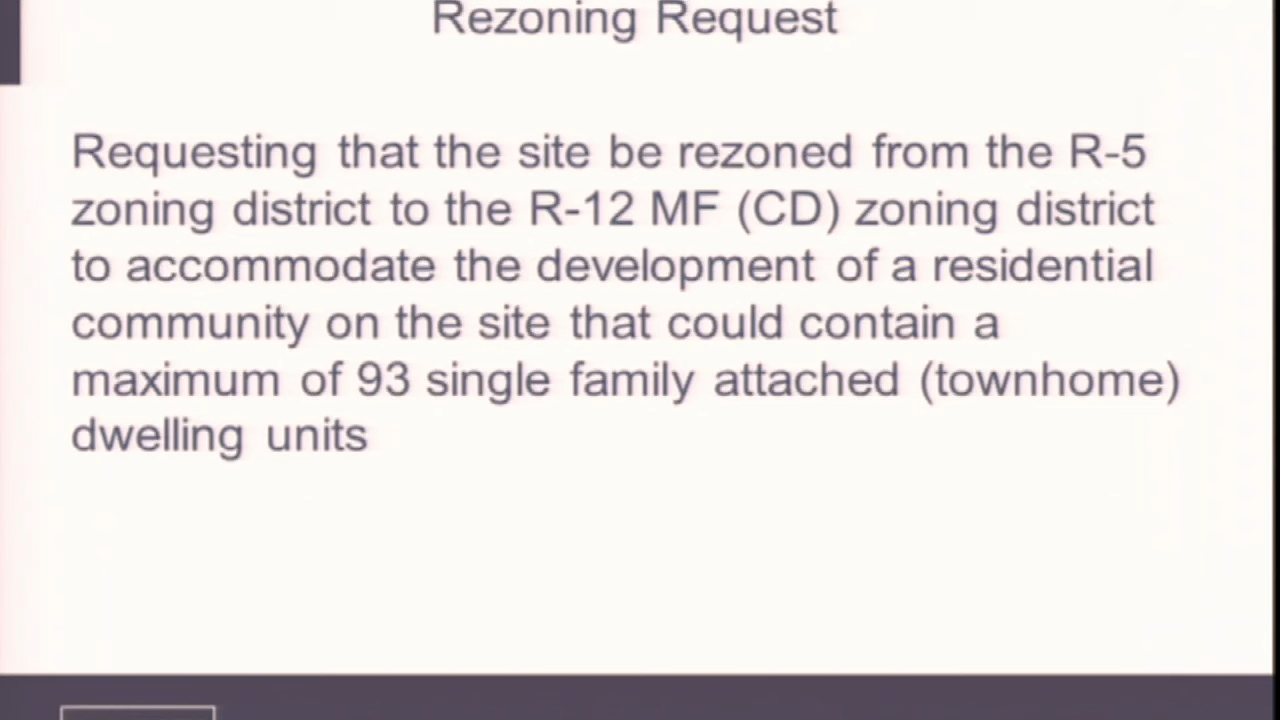 Rezoning Request
Requesting that the site be rezoned from the R-5
zoning district to the R-12 MF (CD) zoning district
to accommodate the development of a residential
community on the site that could contain a
maximum of 93 single family attached (townhome)
dwelling units